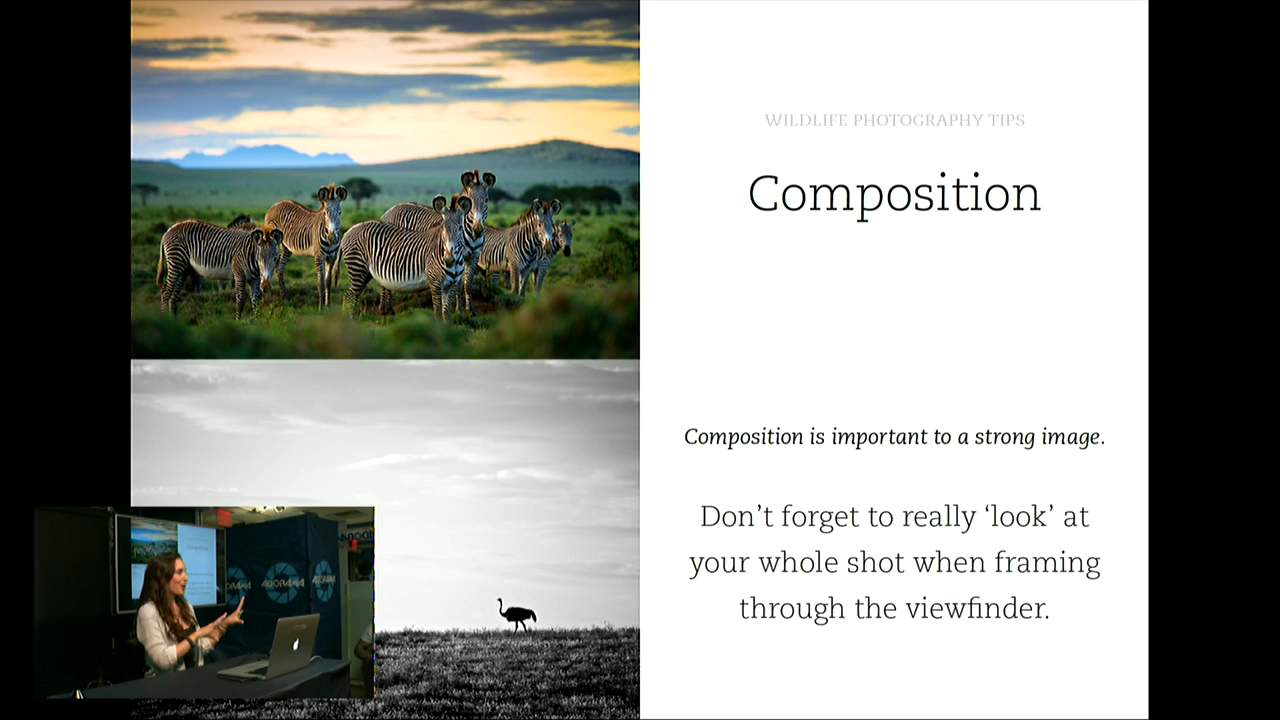 WILDLIFE PHOTOGRAPHY TIPS
Composition
Composition is important to a strong image.
Don’t forget to really ‘look’ at
your whole shot when framing
through the viewfinder.
ADORAMA